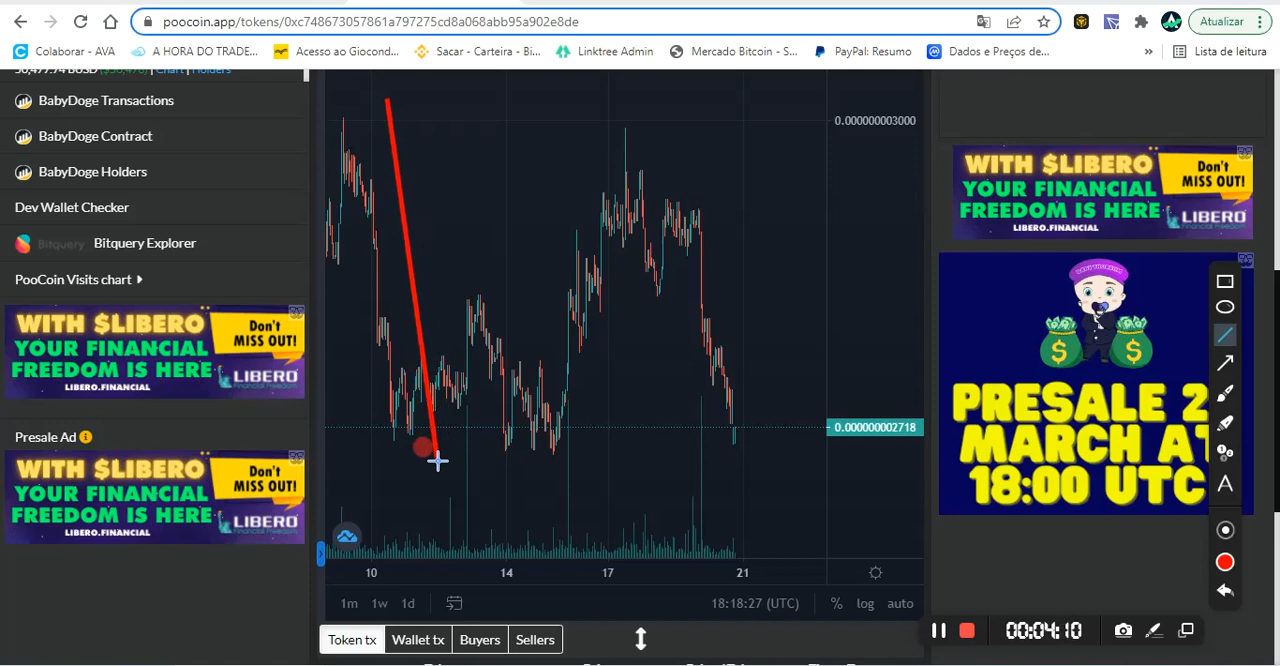 poocoin.app/tokens/0xc748673057861a797275cd8a068abb95a902e8de
Atualizar
Colaborar - AVA
A HORA DO TRADE...
Acesso ao Giocond...
Sacar - Carteira - Bi...
Linktree Admin
Mercado Bitcoin - S...
PayPal: Resumo
Dados e Preços de...
»
Lista de leitura
BabyDoge Transactions
BabyDoge Contract
BabyDoge Holders
Dev Wallet Checker
Bitquery Bitquery Explorer
PooCoin Visits chart
WITH $LIBERO
YOUR FINANCIAL
FREEDOM IS HERE
LIBERO.FINANCIAL
Don't
MISS OUT!
LIBERO
Presale Ad
WITH $LIBERO
YOUR FINANCIAL
FREEDOM IS HERE
LIBERO.FINANCIAL
Don't
MISS OUT!
LIBERO
0.000000003000
0.000000002718
10 14 17 21
1m 1w 1d
18:18:27 (UTC) % log auto
Token tx Wallet tx Buyers Sellers
WITH $LIBERO
YOUR FINANCIAL
FREEDOM IS HERE
LIBERO.FINANCIAL
Don't
MISS OUT!
LIBERO
$ $
PRESALE 2
MARCH AT
18:00 UTC
A
00:04:10